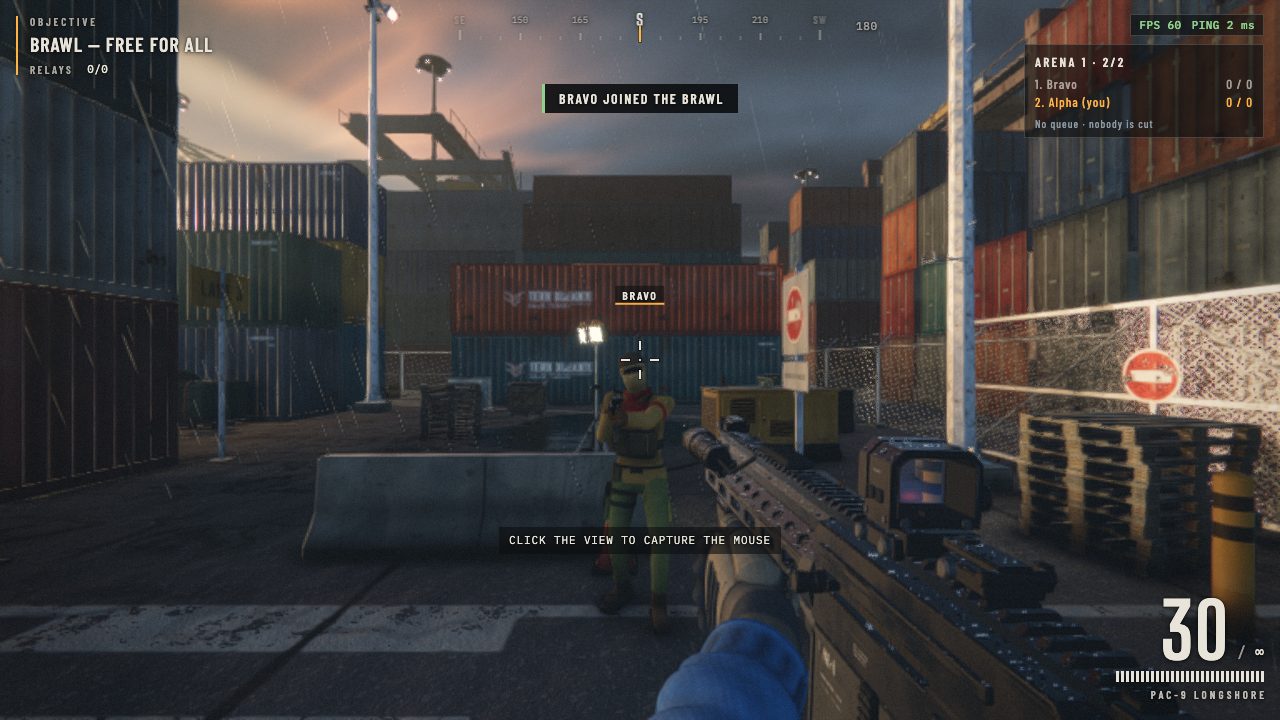 OBJECTIVE
BRAWL — FREE FOR ALL
RELAYS 0/0
SE 150 165 S 195 210 SW 180
FPS 60 PING 2 ms
ARENA 1 · 2/2
1. Bravo 0 / 0
2. Alpha (you) 0 / 0
No queue · nobody is cut
BRAVO JOINED THE BRAWL
BRAVO
CLICK THE VIEW TO CAPTURE THE MOUSE
30 / ∞
PAC-9 LONGSHORE